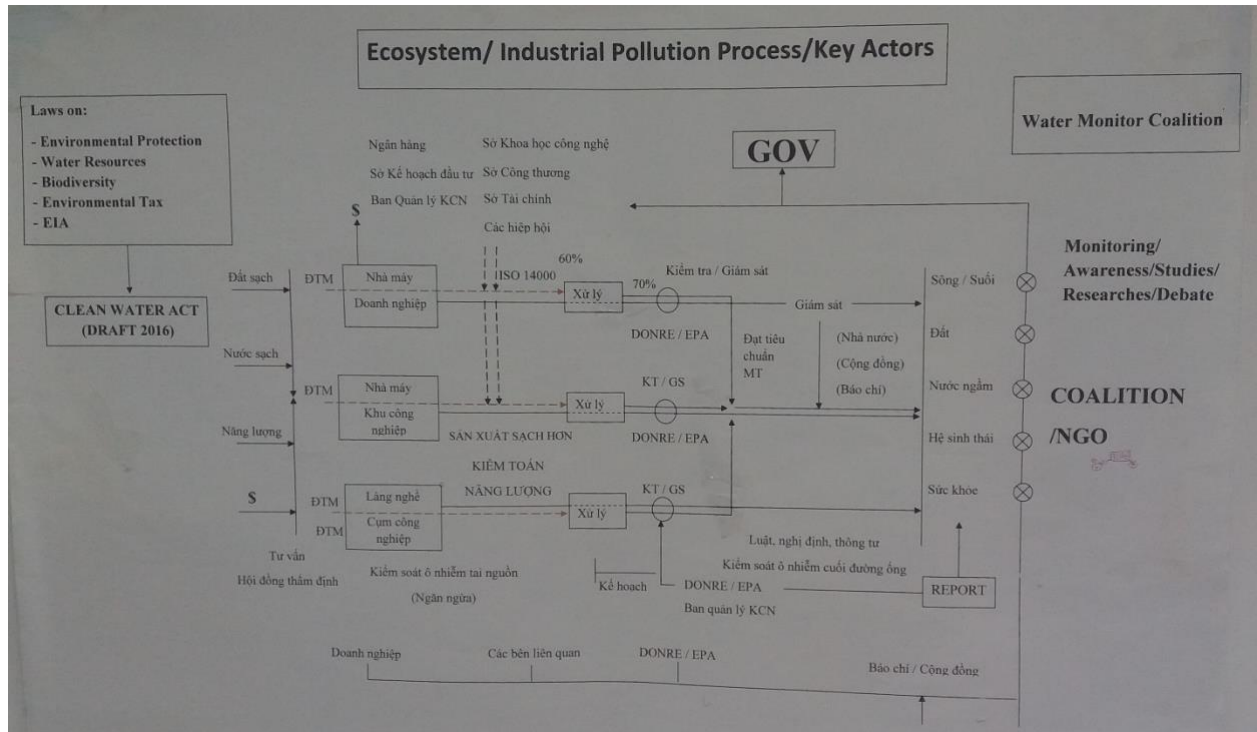 Ecosystem/ Industrial Pollution Process/Key Actors
Laws on:
- Environmental Protection
- Water Resources
- Biodiversity
- Environmental Tax
- EIA
CLEAN WATER ACT
(DRAFT 2016)
Ngân hàng
Sở Kế hoạch đầu tư
Ban Quản lý KCN
Sở Khoa học công nghệ
Sở Công thương
Sở Tài chính
Các hiệp hội
GOV
Water Monitor Coalition
$
Đất sạch
ĐTM
Nhà máy
Doanh nghiệp
ISO 14000
60%
Xử lý
70%
Kiểm tra / Giám sát
DONRE / EPA
Giám sát
Sông / Suối
Monitoring/
Awareness/Studies/
Researches/Debate
Nước sạch
Đạt tiêu
chuẩn
MT
(Nhà nước)
(Cộng đồng)
(Báo chí)
Đất
ĐTM
Nhà máy
Khu công
nghiệp
Xử lý
KT / GS
DONRE / EPA
Nước ngầm
COALITION
/NGO
Năng lượng
SẢN XUẤT SẠCH HƠN
KIỂM TOÁN
NĂNG LƯỢNG
Hệ sinh thái
$
ĐTM
ĐTM
Làng nghề
Cụm công
nghiệp
Xử lý
KT / GS
Sức khỏe
Tư vấn
Hội đồng thẩm định
Kiểm soát ô nhiễm tai nguồn
(Ngăn ngừa)
Luật, nghị định, thông tư
Kiểm soát ô nhiễm cuối đường ống
Kế hoạch
DONRE / EPA
Ban quản lý KCN
REPORT
Doanh nghiệp
Các bên liên quan
DONRE / EPA
Báo chí / Cộng đồng